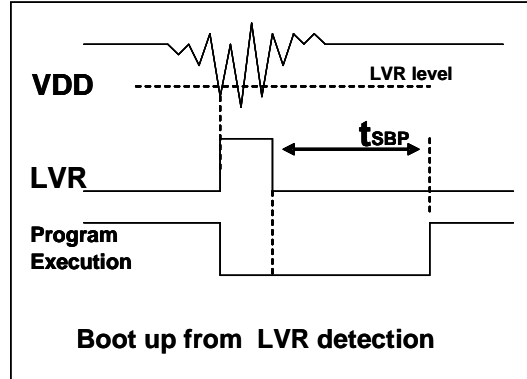 VDD
LVR level
tSBP
LVR
Program
Execution
Boot up from LVR detection